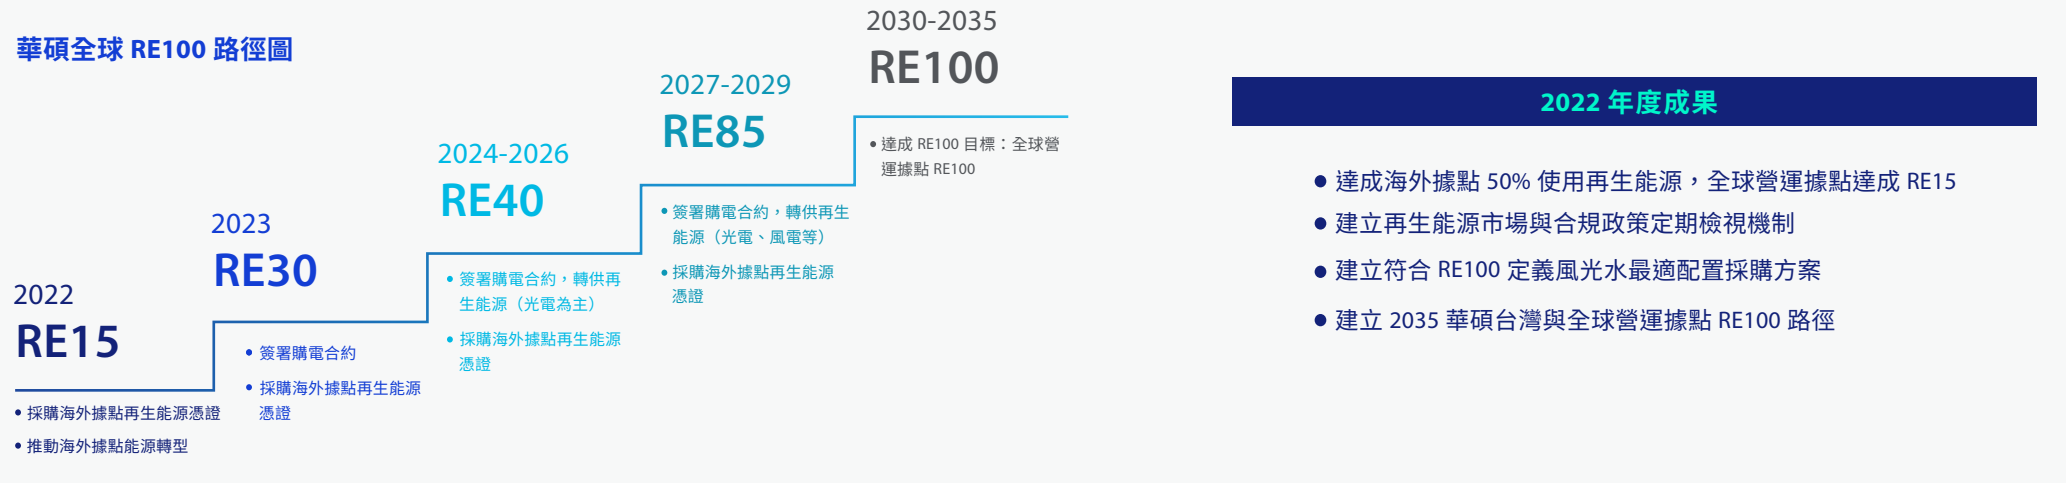 華碩全球 RE100 路徑圖
2022
RE15
• 採購海外據點再生能源憑證
• 推動海外據點能源轉型
2023
RE30
• 簽署購電合約
• 採購海外據點再生能源
憑證
2024-2026
RE40
• 簽署購電合約，轉供再
生能源（光電為主）
• 採購海外據點再生能源
憑證
2027-2029
RE85
• 簽署購電合約，轉供再生
能源（光電、風電等）
• 採購海外據點再生能源
憑證
2030-2035
RE100
• 達成 RE100 目標：全球營
運據點 RE100
2022 年度成果
• 達成海外據點 50% 使用再生能源，全球營運據點達成 RE15
• 建立再生能源市場與合規政策定期檢視機制
• 建立符合 RE100 定義風光水最適配置採購方案
• 建立 2035 華碩台灣與全球營運據點 RE100 路徑